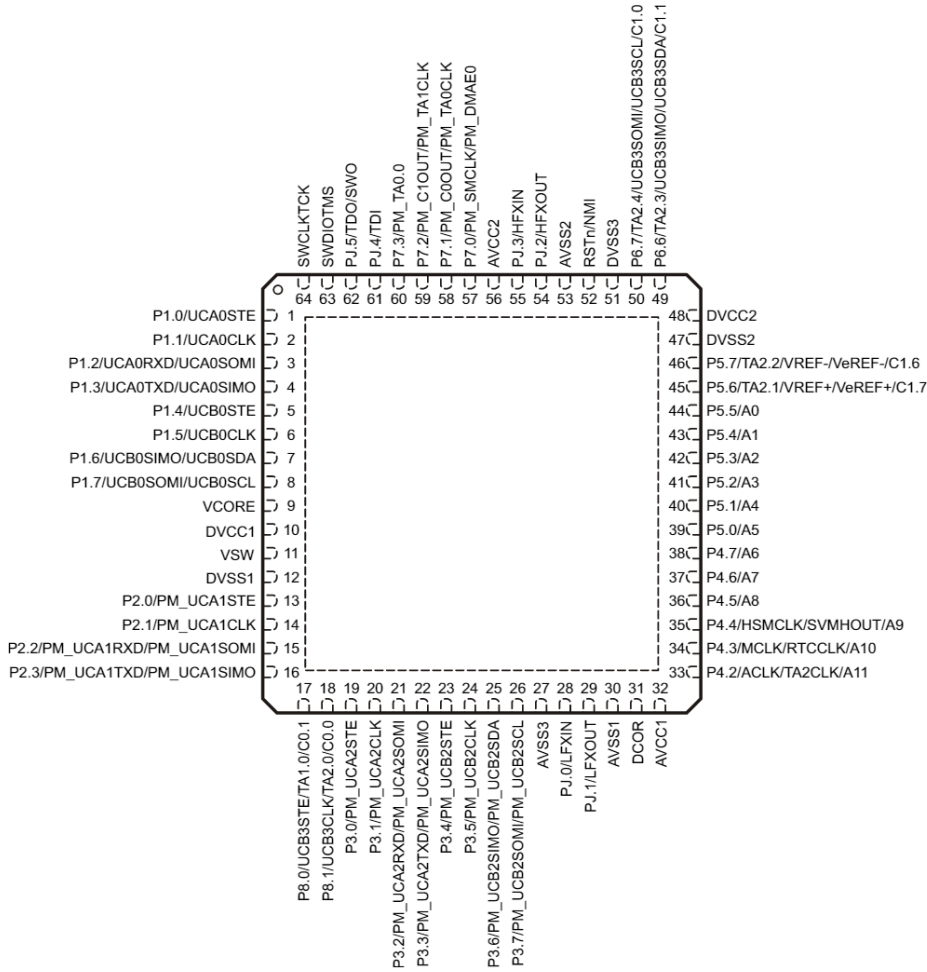 P6.7/TA2.4/UCB3SOMI/UCB3SCL/C1.0
P6.6/TA2.3/UCB3SIMO/UCB3SDA/C1.1
SWCLKTCK
SWDIOTMS
PJ.5/TDO/SWO
PJ.4/TDI
P7.3/PM_TA0.0
P7.2/PM_C1OUT/PM_TA1CLK
P7.1/PM_C0OUT/PM_TA0CLK
P7.0/PM_SMCLK/PM_DMAE0
AVCC2
PJ.3/HFXIN
PJ.2/HFXOUT
AVSS2
RSTn/NMI
DVSS3
64 63 62 61 60 59 58 57 56 55 54 53 52 51 50 49
P1.0/UCA0STE 1 48 DVCC2
P1.1/UCA0CLK 2 47 DVSS2
P1.2/UCA0RXD/UCA0SOMI 3 46 P5.7/TA2.2/VREF-/VeREF-/C1.6
P1.3/UCA0TXD/UCA0SIMO 4 45 P5.6/TA2.1/VREF+/VeREF+/C1.7
P1.4/UCB0STE 5 44 P5.5/A0
P1.5/UCB0CLK 6 43 P5.4/A1
P1.6/UCB0SIMO/UCB0SDA 7 42 P5.3/A2
P1.7/UCB0SOMI/UCB0SCL 8 41 P5.2/A3
VCORE 9 40 P5.1/A4
DVCC1 10 39 P5.0/A5
VSW 11 38 P4.7/A6
DVSS1 12 37 P4.6/A7
P2.0/PM_UCA1STE 13 36 P4.5/A8
P2.1/PM_UCA1CLK 14 35 P4.4/HSMCLK/SVMHOUT/A9
P2.2/PM_UCA1RXD/PM_UCA1SOMI 15 34 P4.3/MCLK/RTCCLK/A10
P2.3/PM_UCA1TXD/PM_UCA1SIMO 16 33 P4.2/ACLK/TA2CLK/A11
17 18 19 20 21 22 23 24 25 26 27 28 29 30 31 32
P8.0/UCB3STE/TA1.0/C0.1
P8.1/UCB3CLK/TA2.0/C0.0
P3.0/PM_UCA2STE
P3.1/PM_UCA2CLK
P3.2/PM_UCA2RXD/PM_UCA2SOMI
P3.3/PM_UCA2TXD/PM_UCA2SIMO
P3.4/PM_UCB2STE
P3.5/PM_UCB2CLK
P3.6/PM_UCB2SIMO/PM_UCB2SDA
P3.7/PM_UCB2SOMI/PM_UCB2SCL
AVSS3
PJ.0/LFXIN
PJ.1/LFXOUT
AVSS1
DCOR
AVCC1